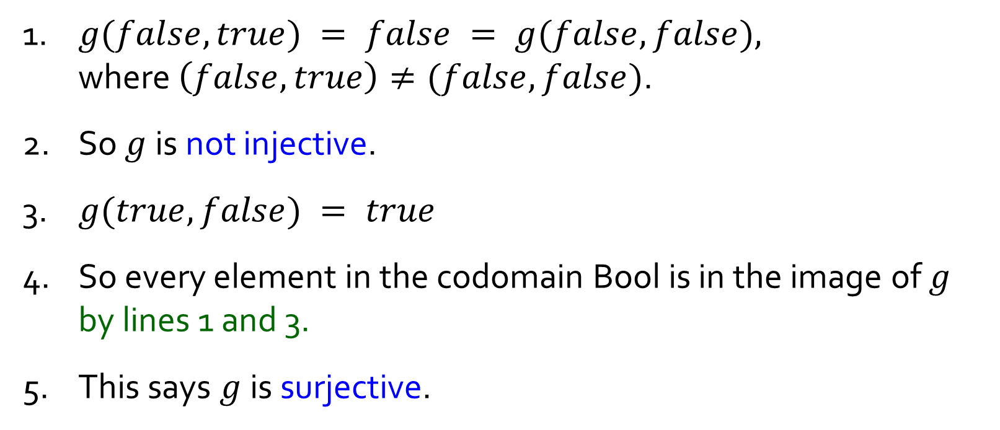 1. g(false, true) = false = g(false, false),
where (false, true) ≠ (false, false).
2. So g is not injective.
3. g(true, false) = true
4. So every element in the codomain Bool is in the image of g
by lines 1 and 3.
5. This says g is surjective.